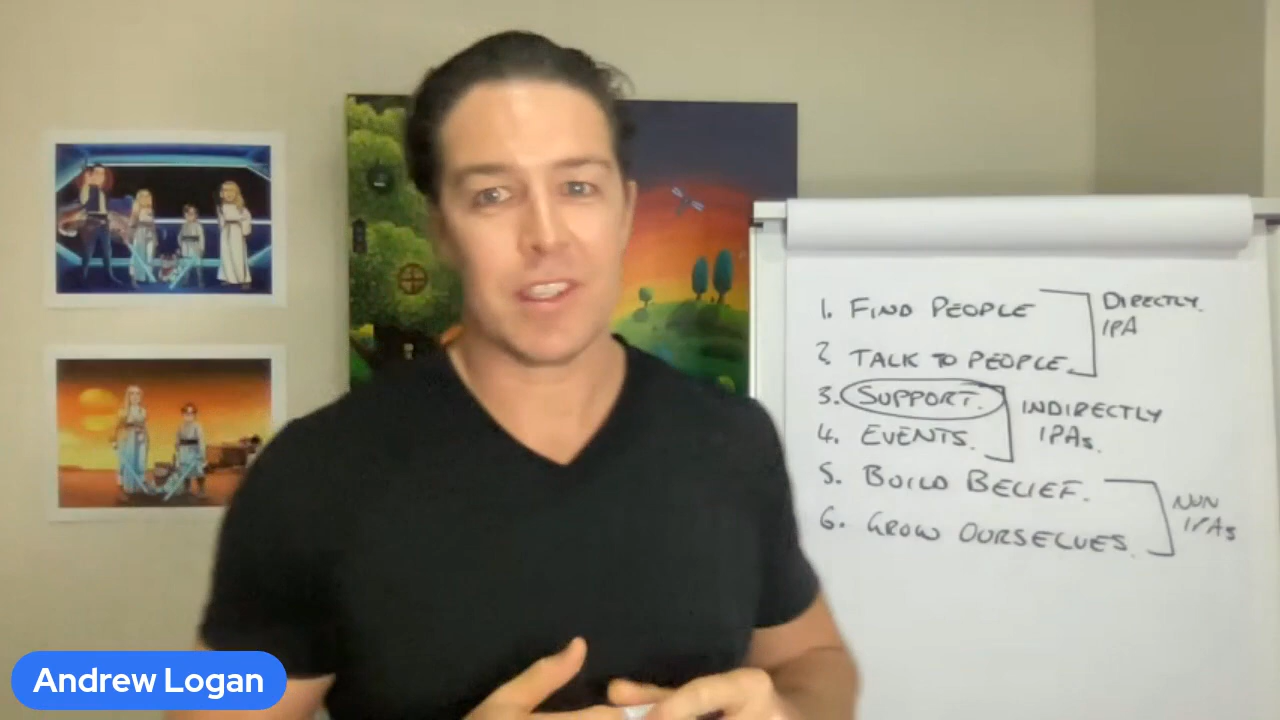 1. FIND PEOPLE
2. TALK TO PEOPLE.
3. SUPPORT.
4. EVENTS.
5. BUILD BELIEF.
6. GROW OURSELVES.
DIRECTLY.
IPA
INDIRECTLY
IPAs.
NON
IPAs
Andrew Logan